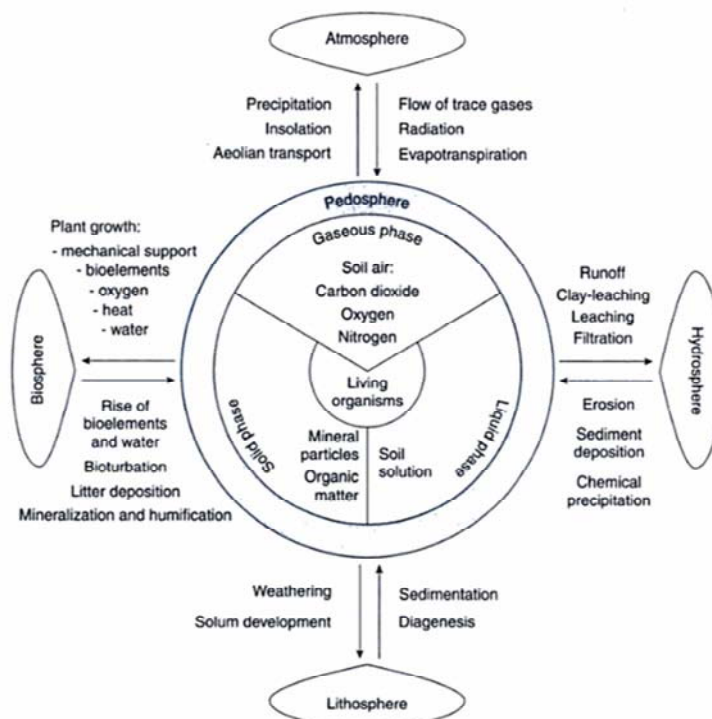 Atmosphere
Precipitation
Insolation
Aeolian transport
Flow of trace gases
Radiation
Evapotranspiration
Pedosphere
Gaseous phase
Soil air:
Carbon dioxide
Oxygen
Nitrogen
Living
organisms
Solid phase
Mineral
particles
Organic
matter
Soil
solution
Liquid phase
Plant growth:
- mechanical support
- bioelements
- oxygen
- heat
- water
Biosphere
Rise of
bioelements
and water
Bioturbation
Litter deposition
Mineralization and humification
Runoff
Clay-leaching
Leaching
Filtration
Hydrosphere
Erosion
Sediment
deposition
Chemical
precipitation
Weathering
Solum development
Sedimentation
Diagenesis
Lithosphere